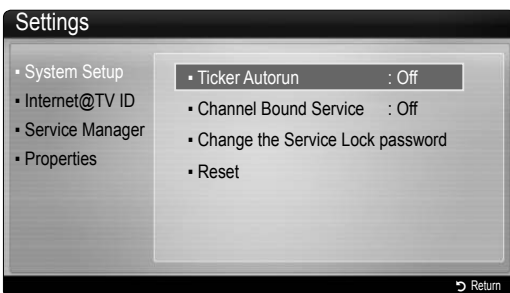 Settings
▪ System Setup
▪ Internet@TV ID
▪ Service Manager
▪ Properties
▪ Ticker Autorun : Off
▪ Channel Bound Service : Off
▪ Change the Service Lock password
▪ Reset
Return